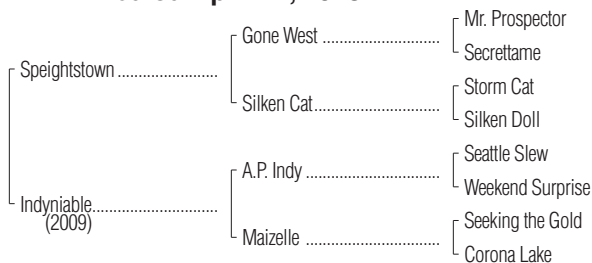 Mr. Prospector
Gone West
Secrettame
Speightstown
Storm Cat
Silken Cat
Silken Doll
Seattle Slew
A.P. Indy
Weekend Surprise
Indyniable
(2009)
Seeking the Gold
Maizelle
Corona Lake